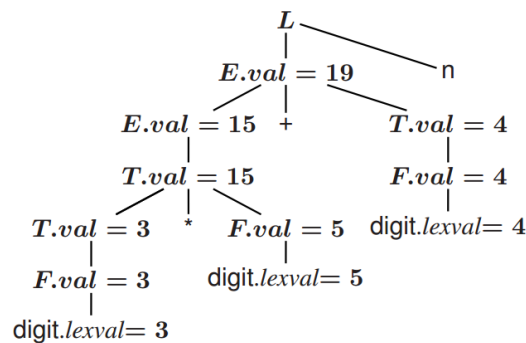 L
E.val = 19 n
E.val = 15 + T.val = 4
T.val = 15 F.val = 4
T.val = 3 * F.val = 5 digit.lexval= 4
F.val = 3 digit.lexval= 5
digit.lexval= 3